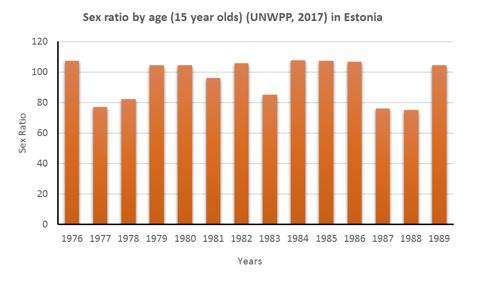 Sex ratio by age (15 year olds) (UNWPP, 2017) in Estonia
120
100
80
60
40
20
0
Sex Ratio
1976 1977 1978 1979 1980 1981 1982 1983 1984 1985 1986 1987 1988 1989
Years